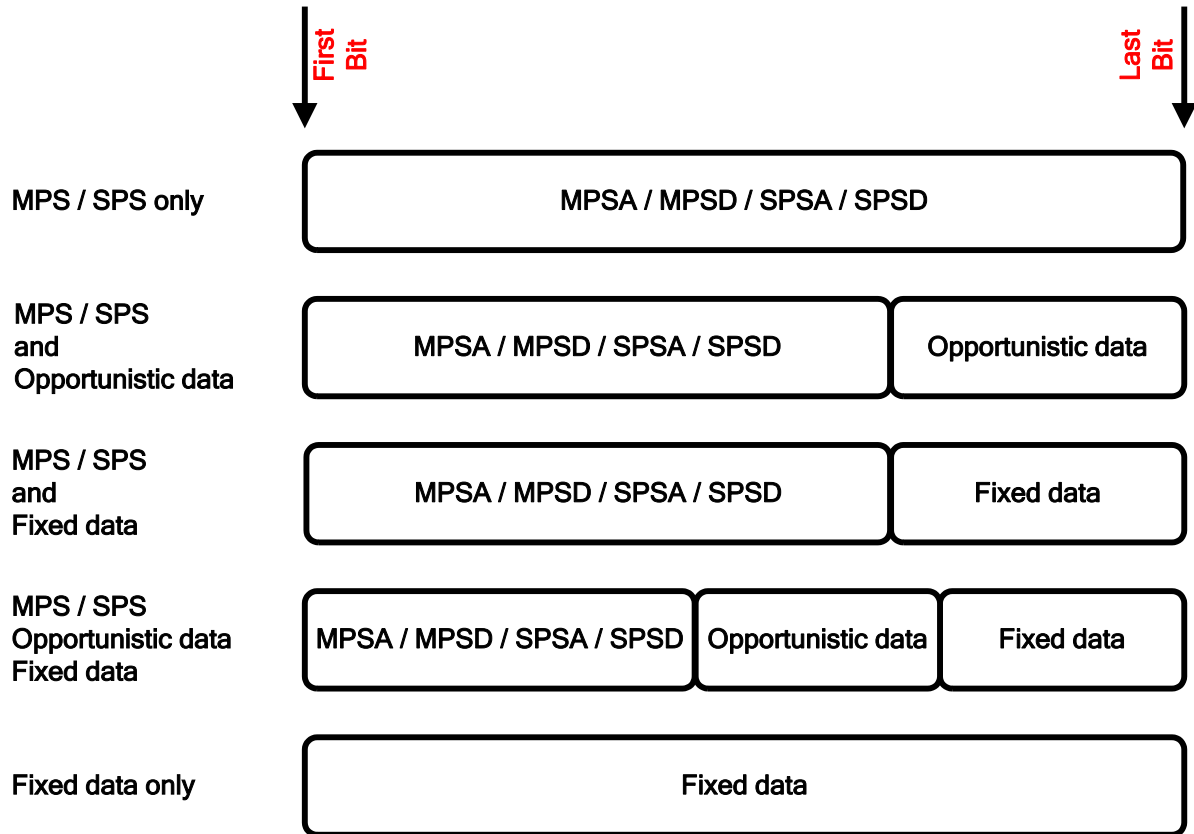 First
Bit
Last
Bit
MPS / SPS only
MPSA / MPSD / SPSA / SPSD
MPS / SPS
and
Opportunistic data
MPSA / MPSD / SPSA / SPSD
Opportunistic data
MPS / SPS
and
Fixed data
MPSA / MPSD / SPSA / SPSD
Fixed data
MPS / SPS
Opportunistic data
Fixed data
MPSA / MPSD / SPSA / SPSD
Opportunistic data
Fixed data
Fixed data only
Fixed data